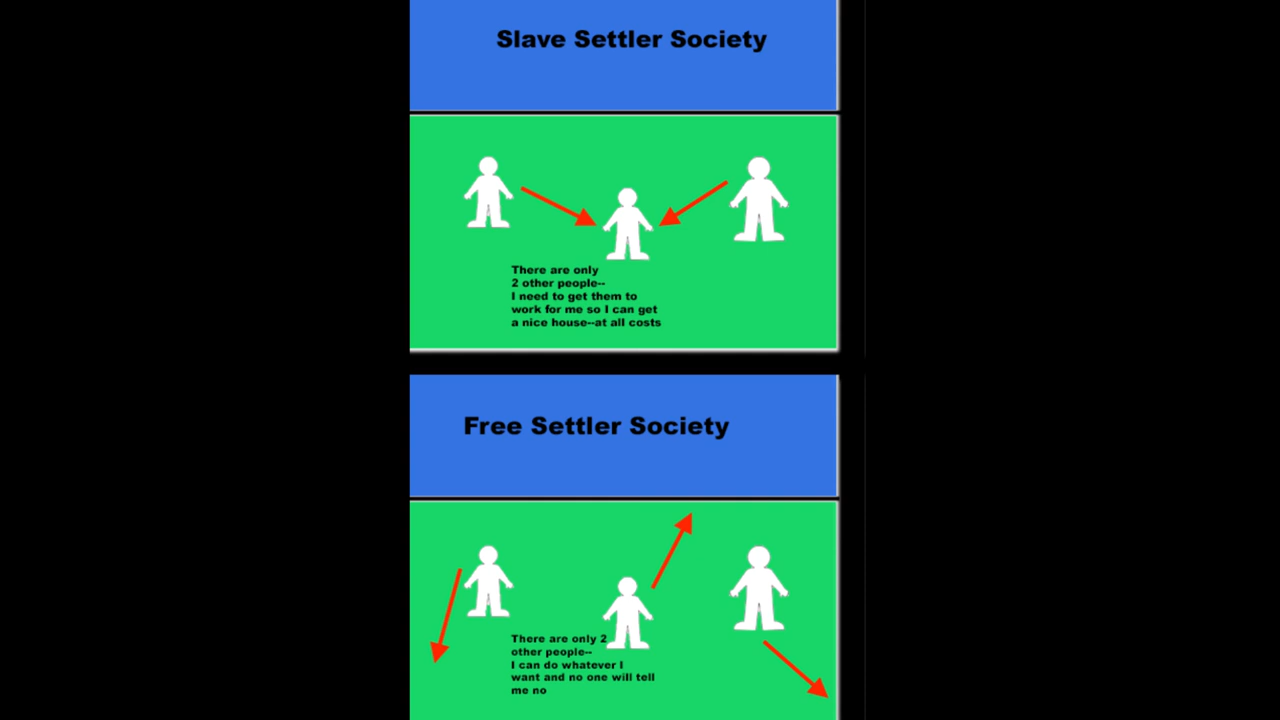 Slave Settler Society
There are only
2 other people--
I need to get them to
work for me so I can get
a nice house--at all costs
Free Settler Society
There are only 2
other people--
I can do whatever I
want and no one will tell
me no